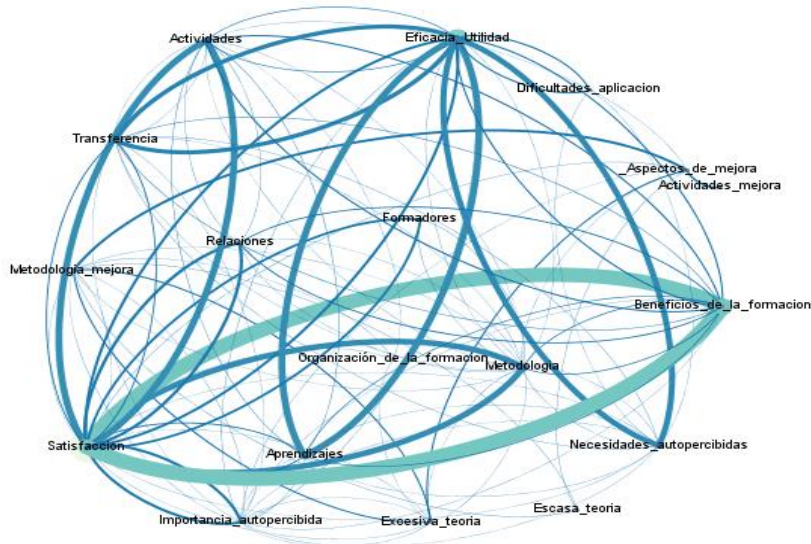 Actividades
Eficacia_Utilidad
Dificultades_aplicacion
Transferencia
_Aspectos_de_mejora
Actividades_mejora
Formadores
Relaciones
Metodologia_mejora
Beneficios_de_la_formacion
Organización_de_la_formacion
Metodologia
Satisfaccion
Aprendizajes
Necesidades_autopercibidas
Escasa_teoria
Importancia_autopercibida
Excesiva_teoria